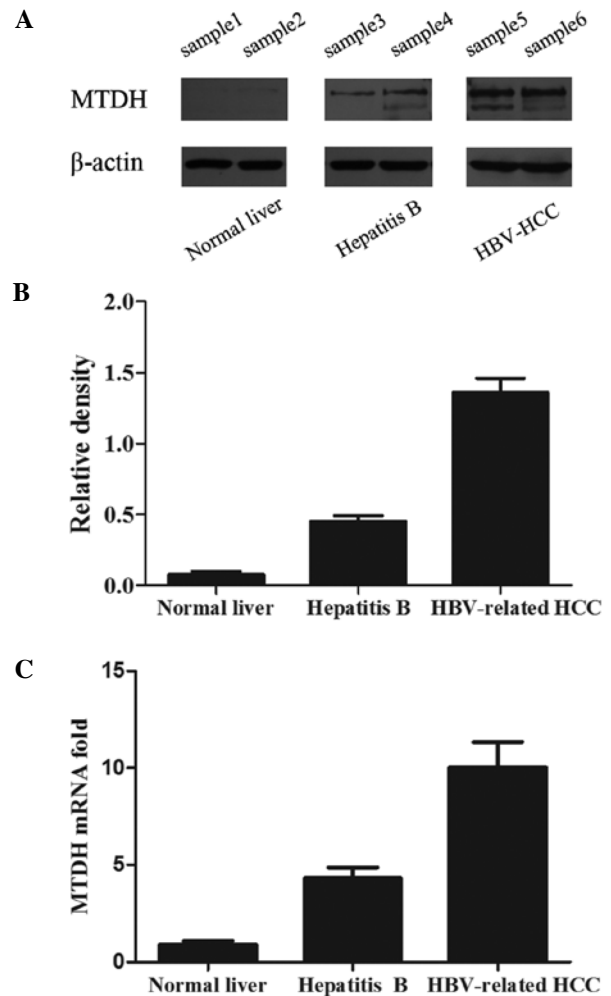 A
sample1 sample2 sample3 sample4 sample5 sample6
MTDH
β-actin
Normal liver Hepatitis B HBV-HCC
B
Relative density
2.0
1.5
1.0
0.5
0.0
Normal liver Hepatitis B HBV-related HCC
C
MTDH mRNA fold
15
10
5
0
Normal liver Hepatitis B HBV-related HCC